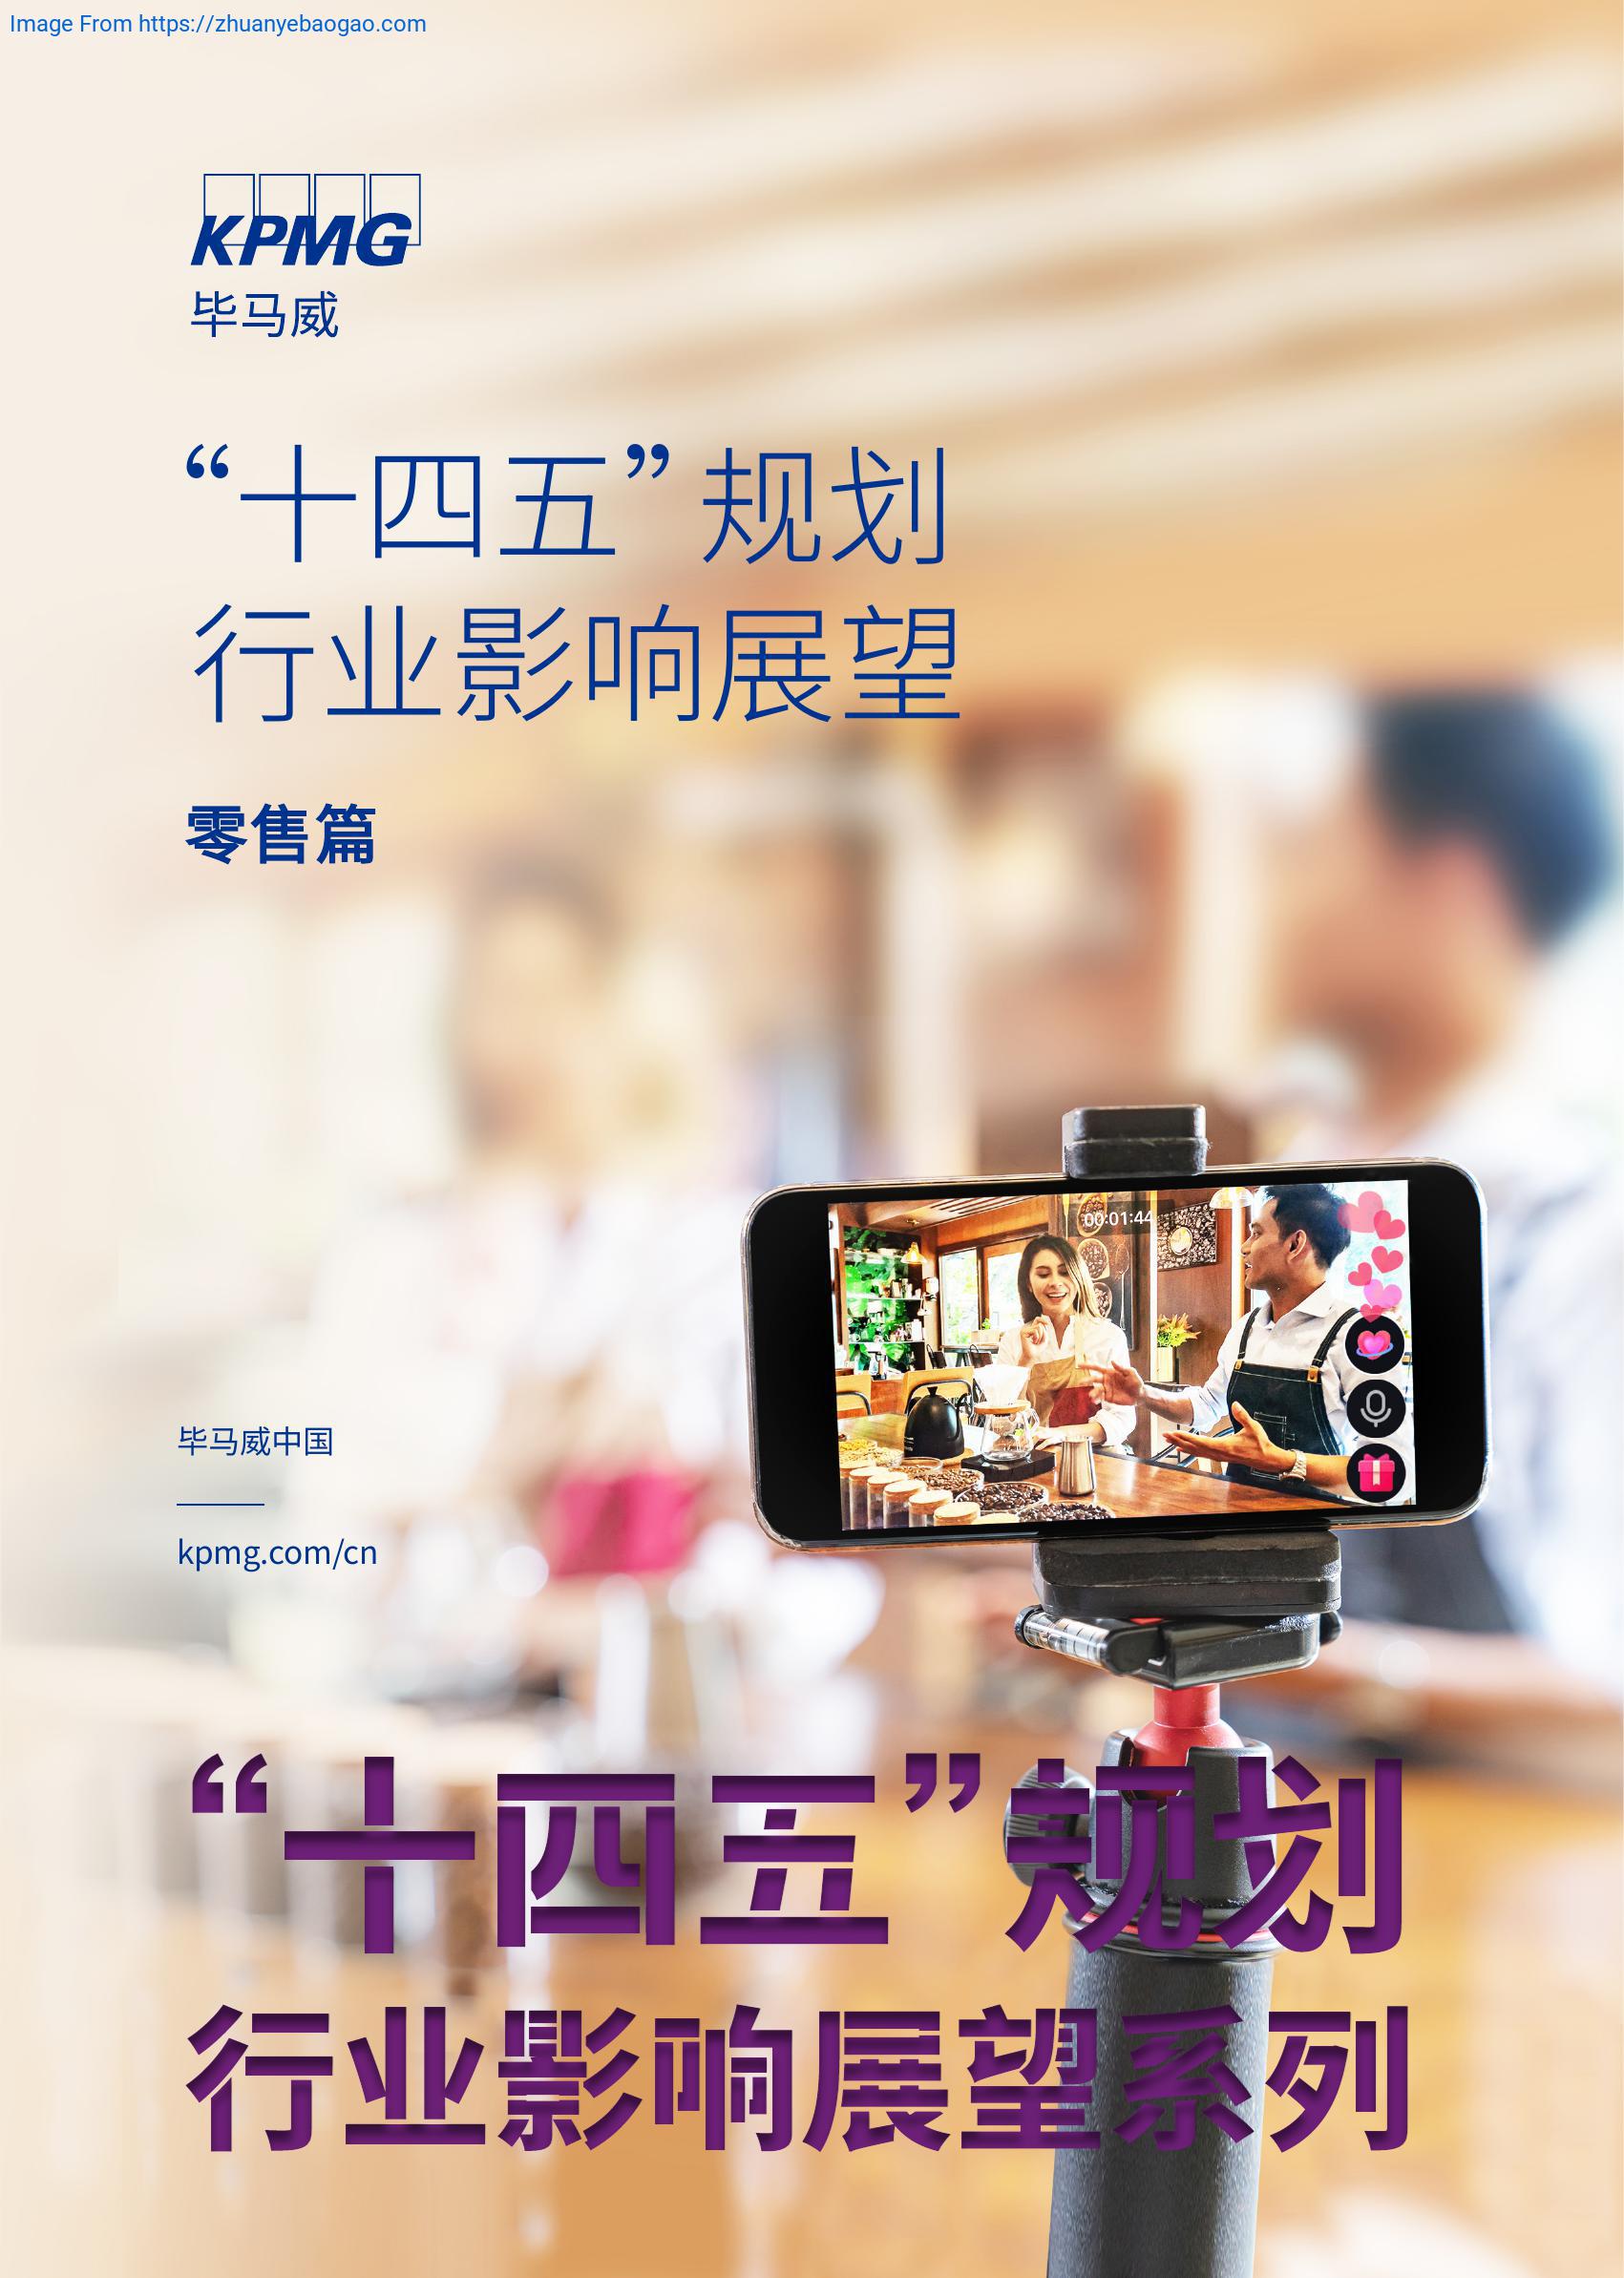 Image From https://zhuanyebaogao.com
KPMG
毕马威
“十四五”规划
行业影响展望
零售篇
00:01:44
毕马威中国
kpmg.com/cn
“十四五”规划
行业影响展望系列